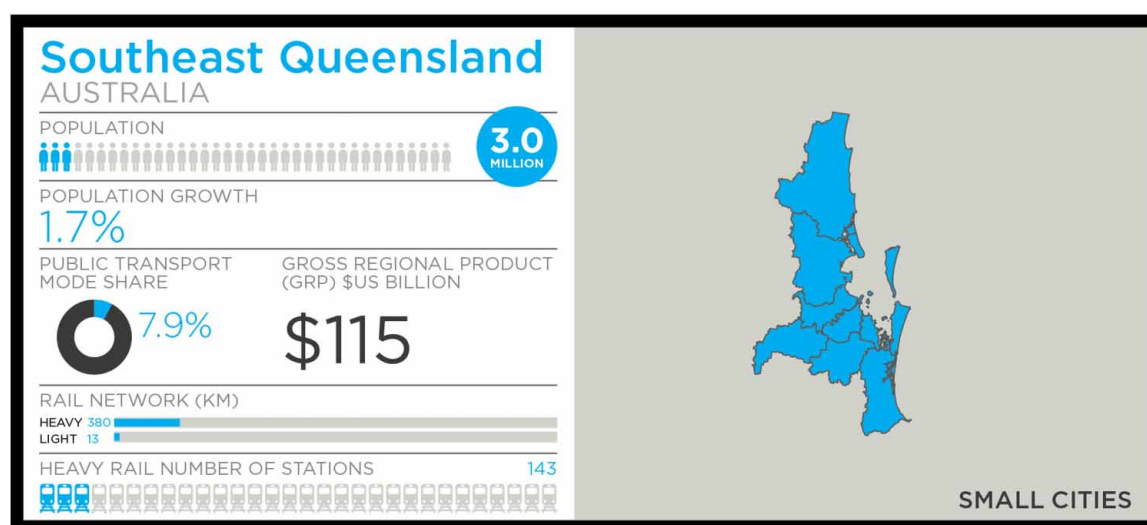 Southeast Queensland
AUSTRALIA
POPULATION
3.0
MILLION
POPULATION GROWTH
1.7%
PUBLIC TRANSPORT
MODE SHARE
7.9%
GROSS REGIONAL PRODUCT
(GRP) $US BILLION
$115
RAIL NETWORK (KM)
HEAVY 380
LIGHT 13
HEAVY RAIL NUMBER OF STATIONS 143
SMALL CITIES